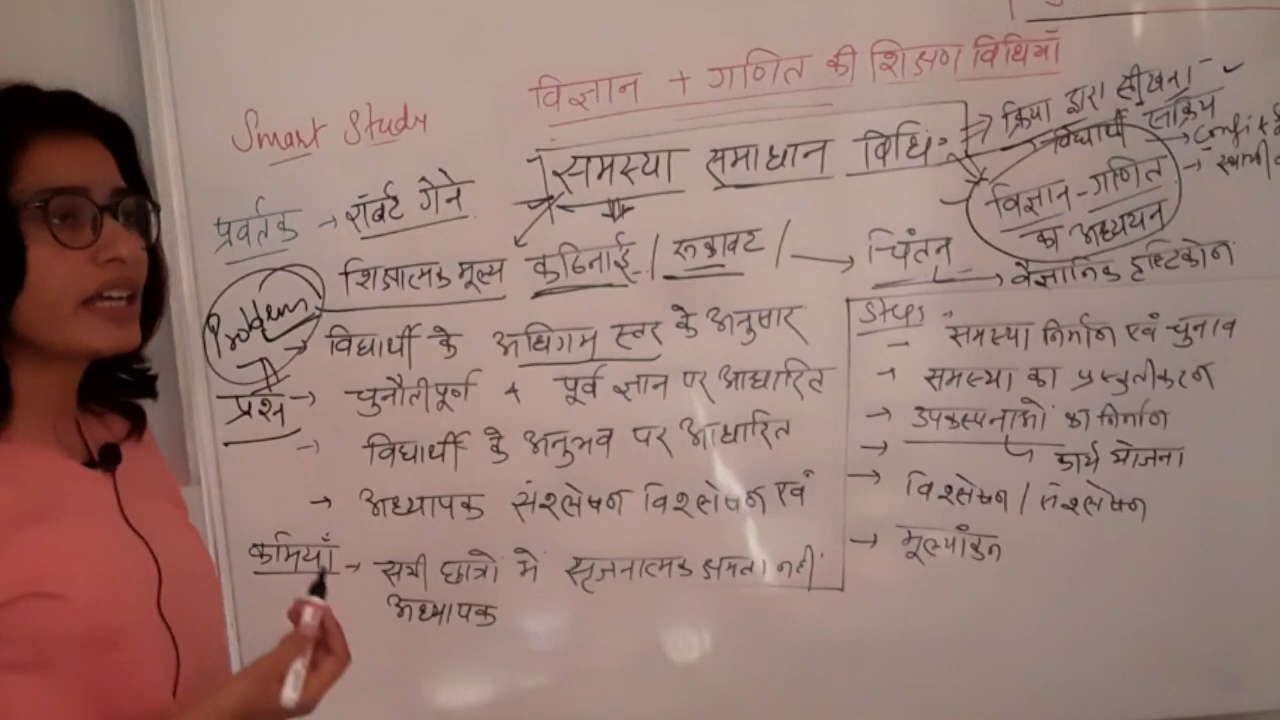 विज्ञान + गणित की शिक्षण विधियाँ
Smart Study
समस्या समाधान विधि:-
→ क्रिया द्वारा सीखना
विद्यार्थी सक्रिय
विज्ञान-गणित
का अध्ययन
प्रवर्तक → रॉबर्ट गेने
शिक्षात्मक मूल्य कठिनाई / रूकावट / → चिंतन
→ वैज्ञानिक दृष्टिकोन
Problem
प्रश्न
→ विद्यार्थी के अधिगम स्तर के अनुसार
→ चुनौतीपूर्ण + पूर्व ज्ञान पर आधारित
→ विद्यार्थी के अनुभव पर आधारित
→ अध्यापक संश्लेषण विश्लेषण एवं
कमियाँ → सभी छात्रों में सृजनात्मक क्षमता नहीं
अध्यापक
Steps
- समस्या निर्माण एवं चुनाव
→ समस्या का प्रस्तुतीकरण
→ उपकल्पनाओं का निर्माण
→ कार्य योजना
→ विश्लेषण / संश्लेषण
→ मूल्यांकन